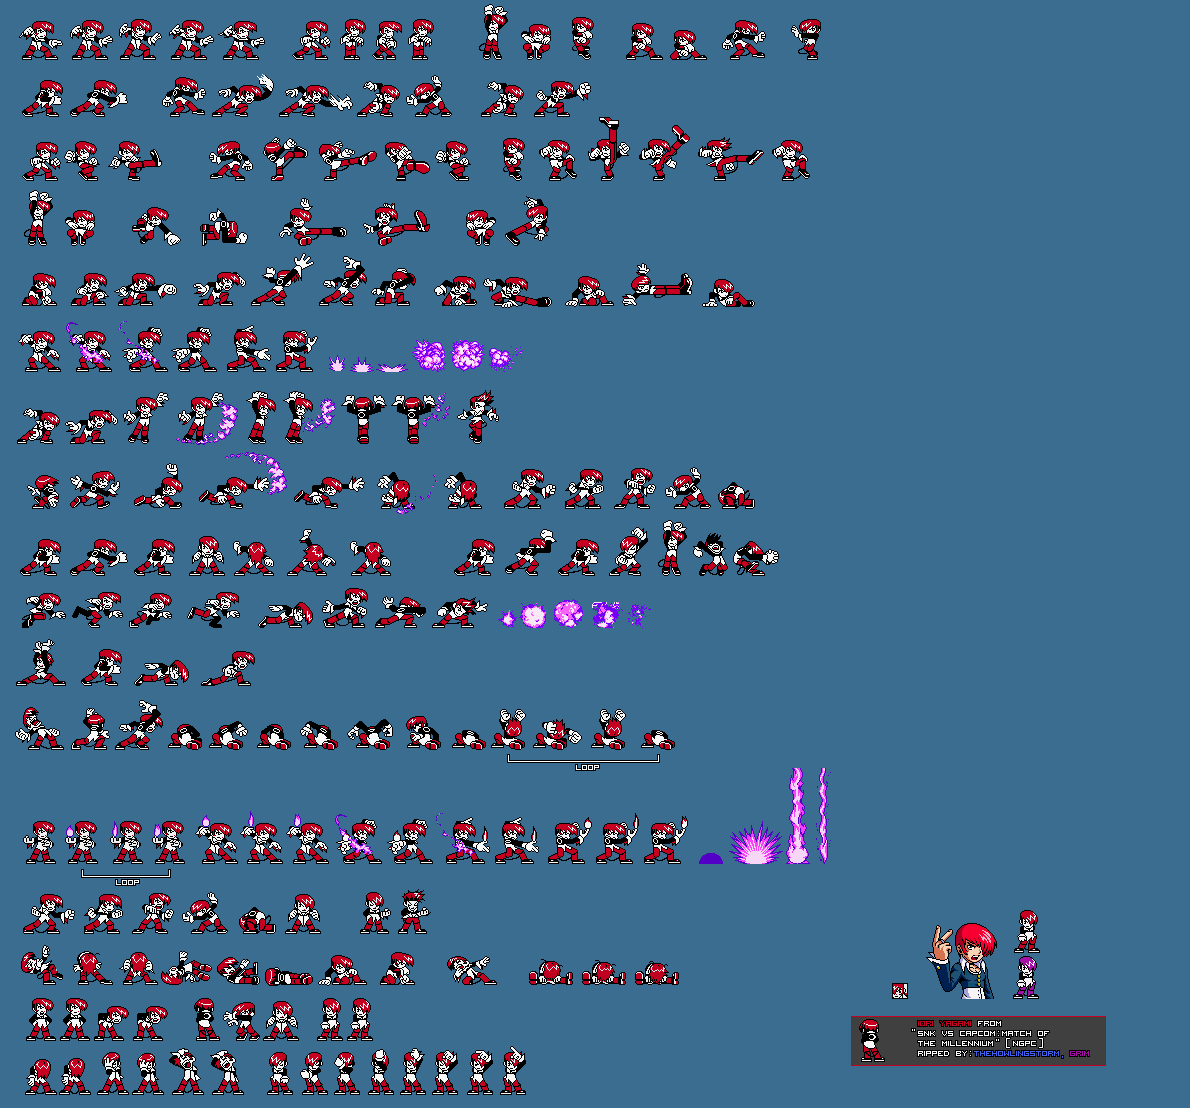 LOOP
LOOP
IORI YAGAMI FROM
"SNK VS CAPCOM:MATCH OF
THE MILLENNIUM" [NGPC]
RIPPED BY:THEHOWLINGSTORM, GRIM